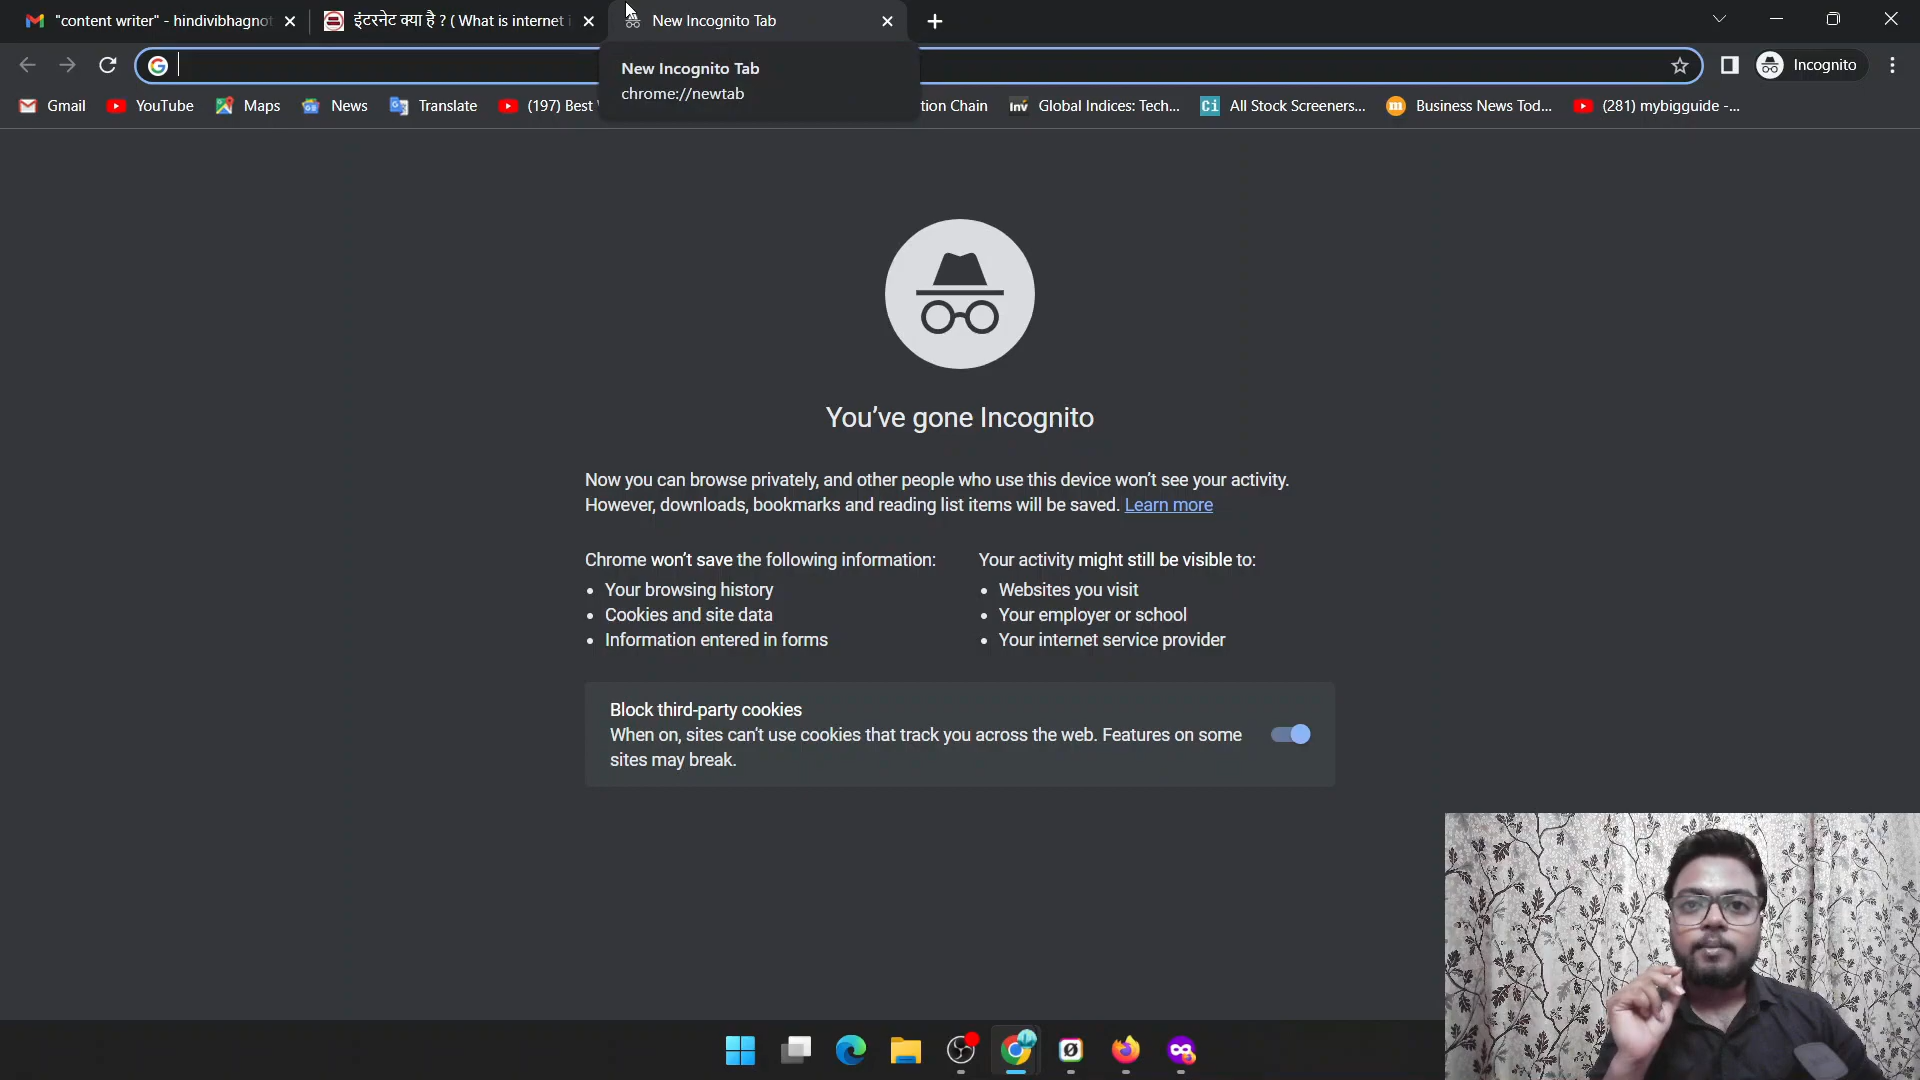 "content writer" - hindivibhagnot
इंटरनेट क्या है ? ( What is internet i
New Incognito Tab
New Incognito Tab
chrome://newtab
Incognito
Gmail
YouTube
Maps
News
Translate
(197) Best
tion Chain
Inv
Global Indices: Tech...
Ci
All Stock Screeners...
m
Business News Tod...
(281) mybigguide -...
You've gone Incognito
Now you can browse privately, and other people who use this device won't see your activity.
However, downloads, bookmarks and reading list items will be saved. Learn more
Chrome won't save the following information:
Your browsing history
Cookies and site data
Information entered in forms
Your activity might still be visible to:
Websites you visit
Your employer or school
Your internet service provider
Block third-party cookies
When on, sites can't use cookies that track you across the web. Features on some
sites may break.